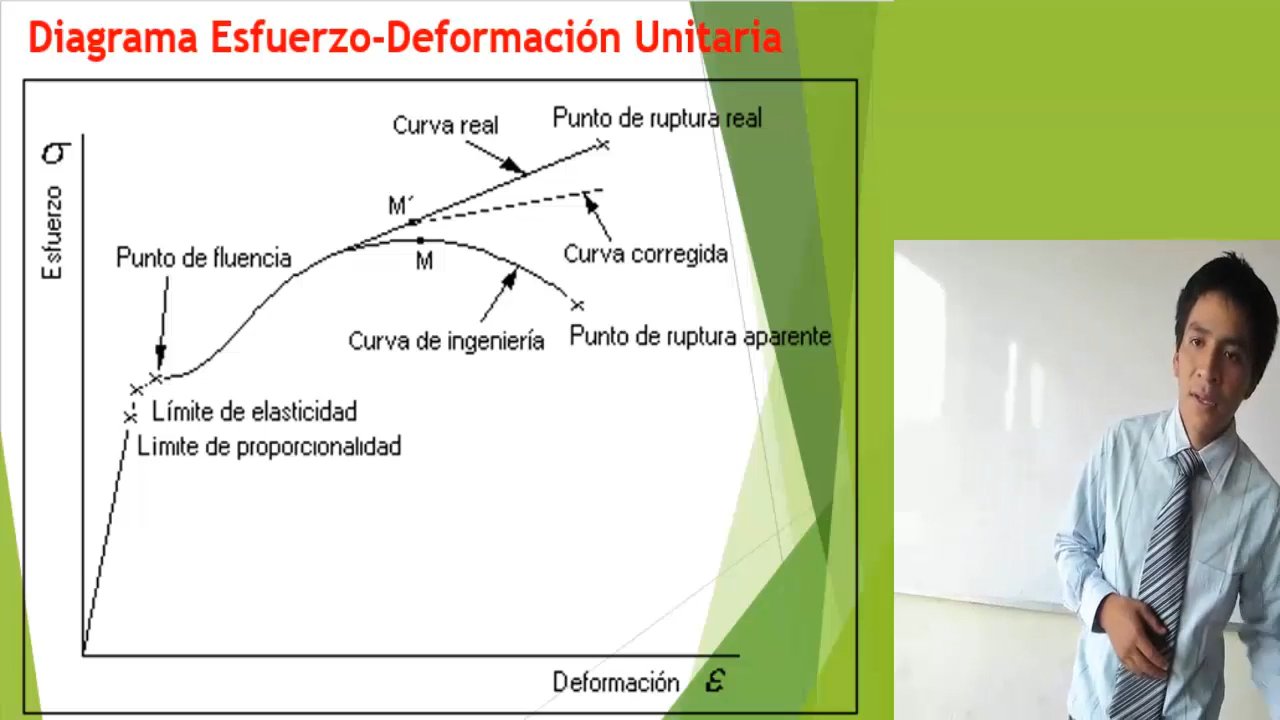 Diagrama Esfuerzo-Deformación Unitaria
Curva real
Punto de ruptura real
σ
Esfuerzo
M´
Punto de fluencia
M
Curva corregida
Curva de ingeniería
Punto de ruptura aparente
Límite de elasticidad
Limite de proporcionalidad
Deformación ε